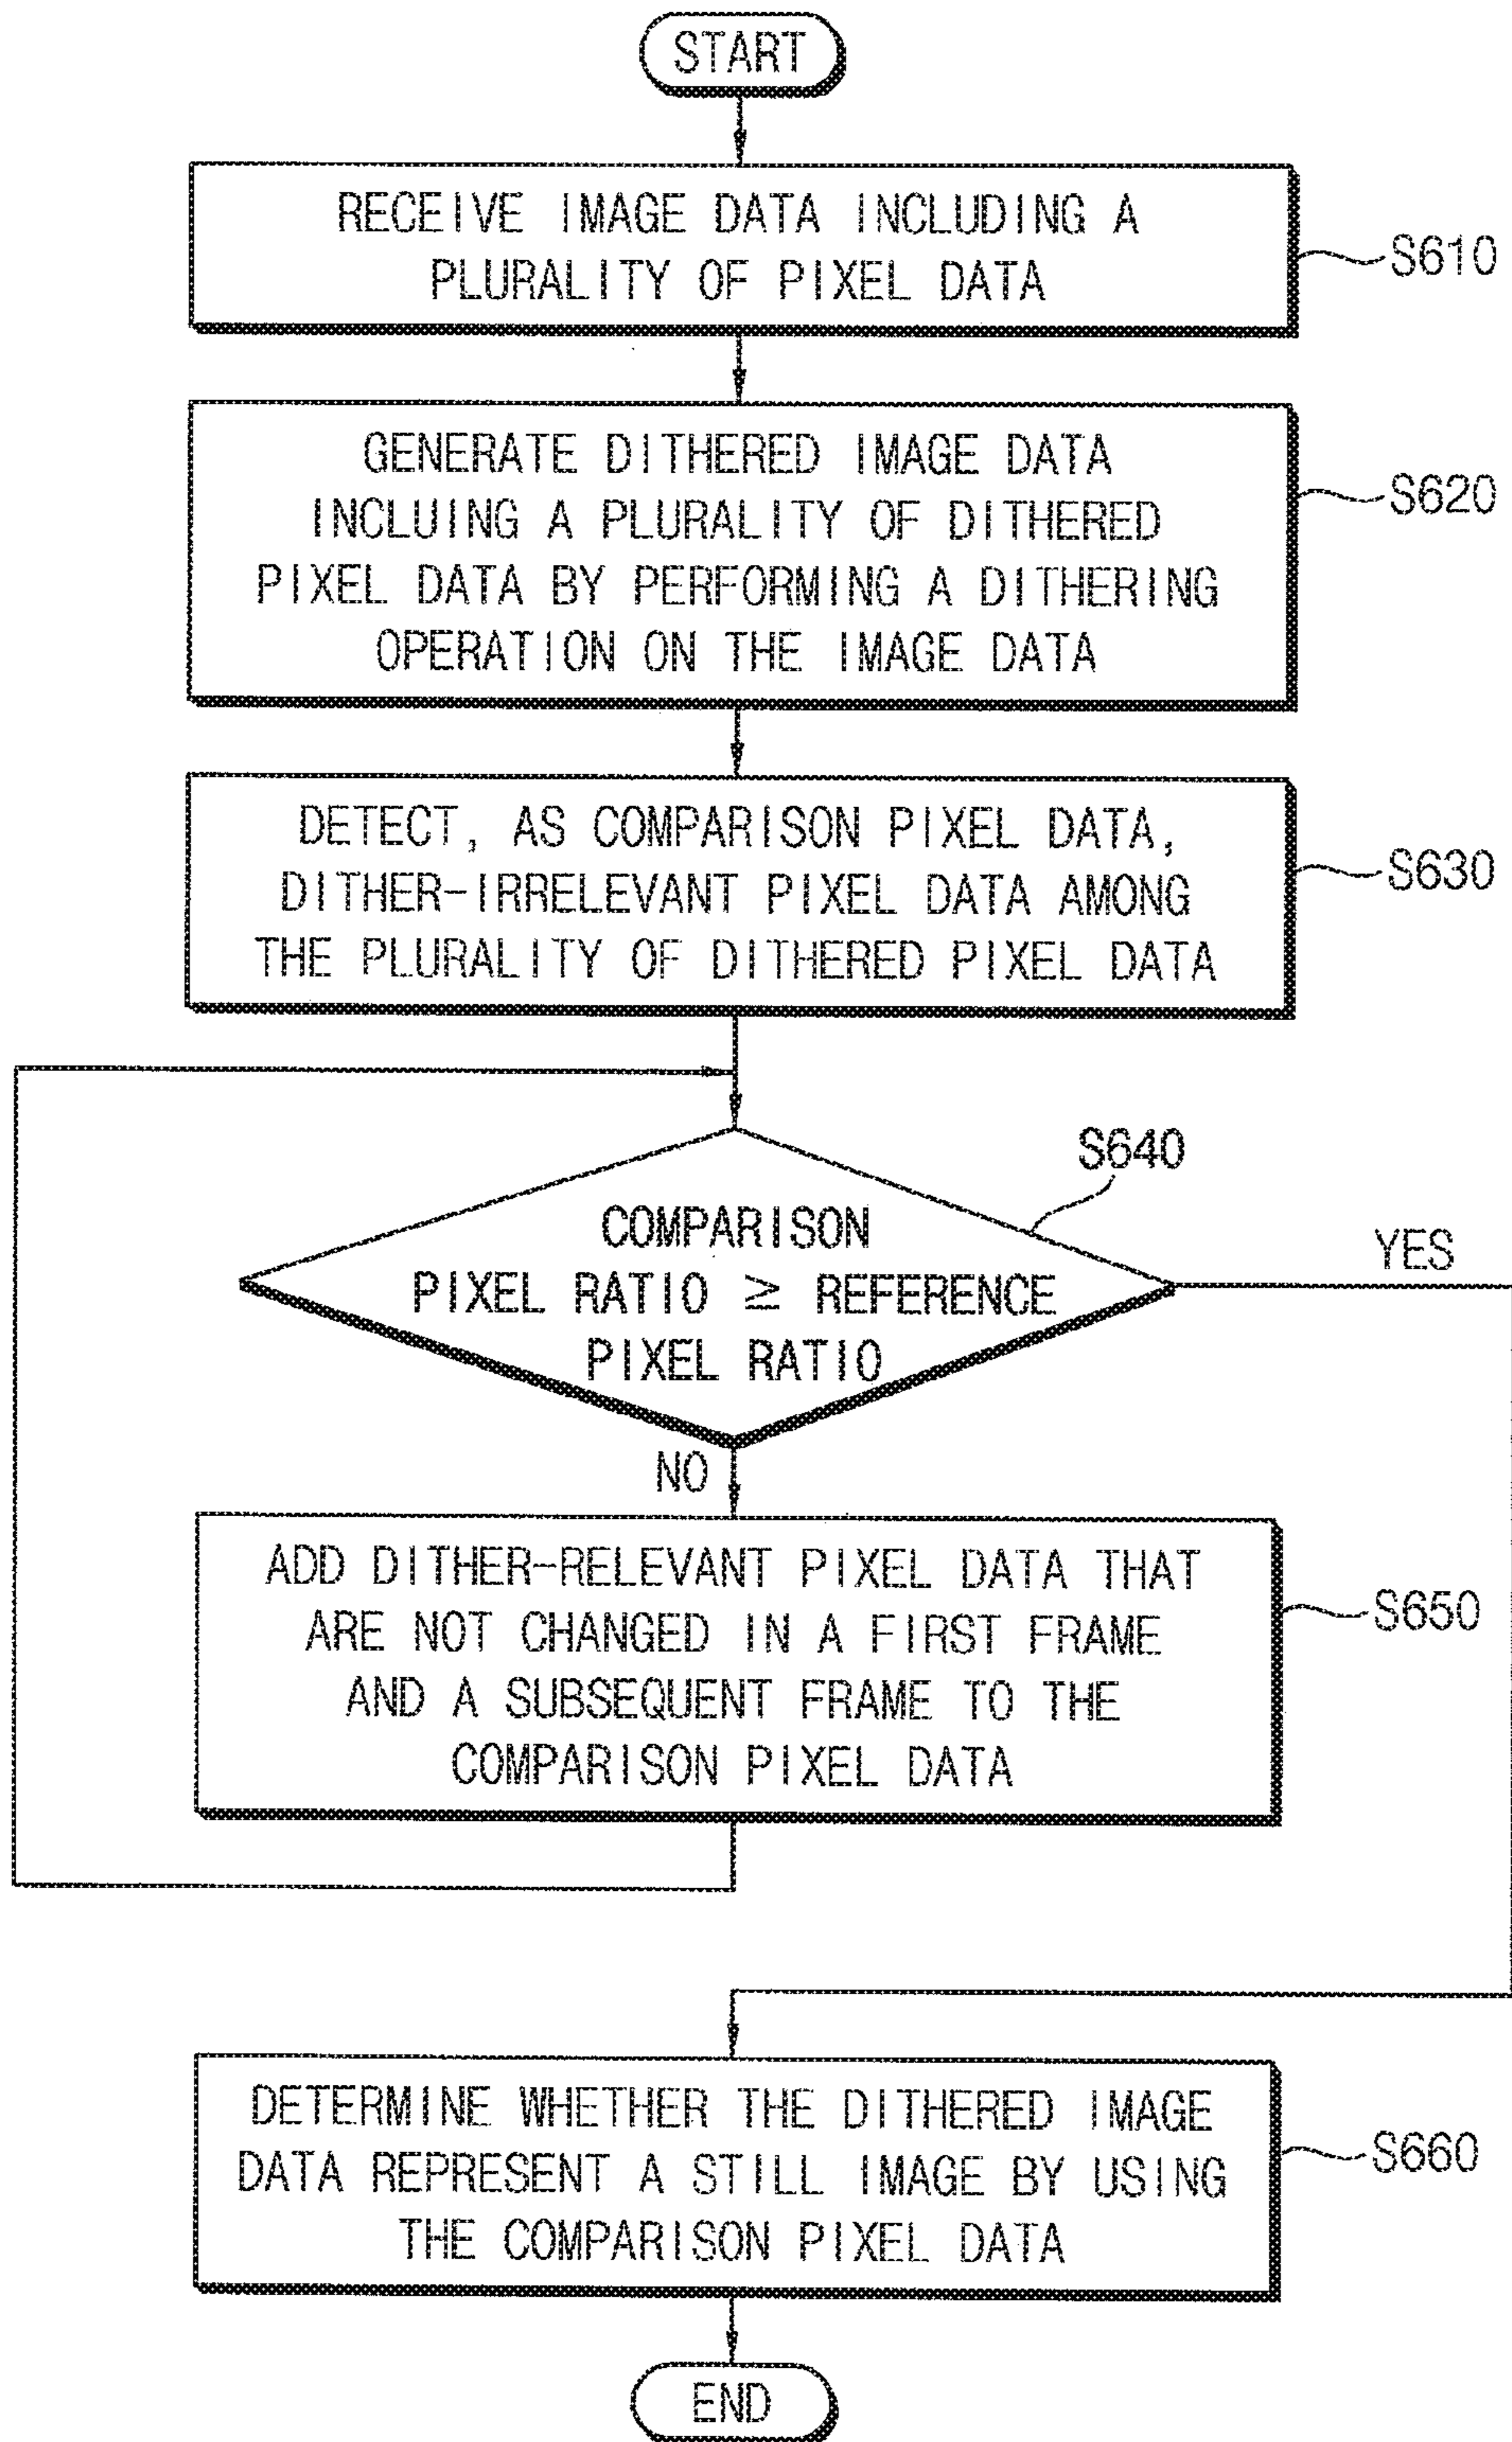 START
RECEIVE IMAGE DATA INCLUDING A
PLURALITY OF PIXEL DATA
S610
GENERATE DITHERED IMAGE DATA
INCLUING A PLURALITY OF DITHERED
PIXEL DATA BY PERFORMING A DITHERING
OPERATION ON THE IMAGE DATA
S620
DETECT, AS COMPARISON PIXEL DATA,
DITHER-IRRELEVANT PIXEL DATA AMONG
THE PLURALITY OF DITHERED PIXEL DATA
S630
S640
COMPARISON
PIXEL RATIO ≥ REFERENCE
PIXEL RATIO
YES
NO
ADD DITHER-RELEVANT PIXEL DATA THAT
ARE NOT CHANGED IN A FIRST FRAME
AND A SUBSEQUENT FRAME TO THE
COMPARISON PIXEL DATA
S650
DETERMINE WHETHER THE DITHERED IMAGE
DATA REPRESENT A STILL IMAGE BY USING
THE COMPARISON PIXEL DATA
S660
END